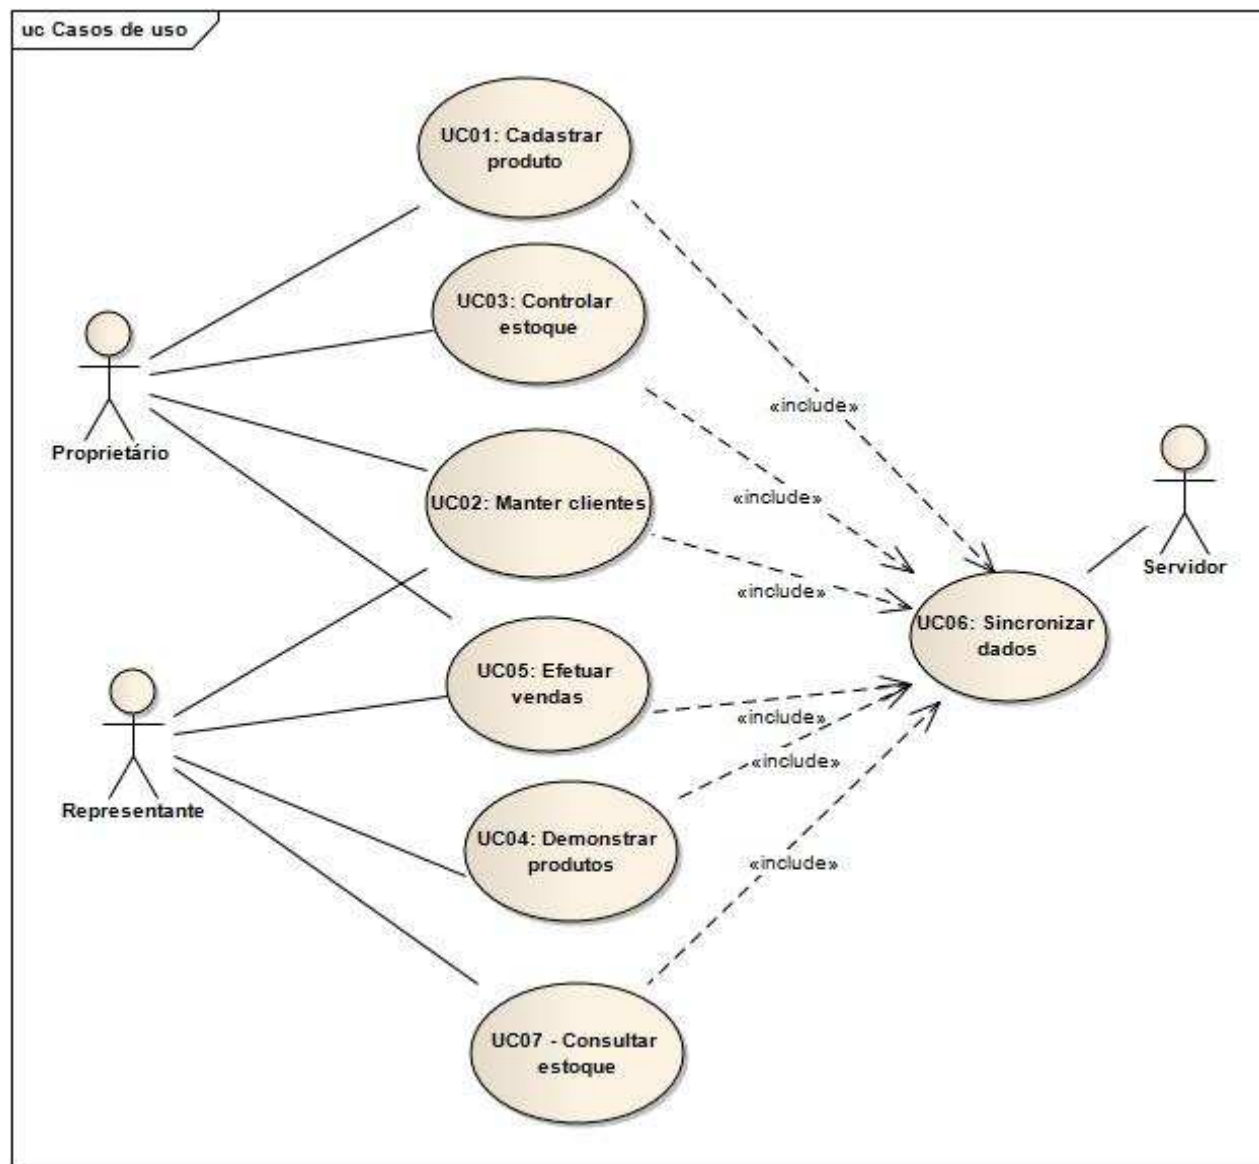 uc Casos de uso
UC01: Cadastrar
produto
UC03: Controlar
estoque
«include»
Proprietário
«include»
UC02: Manter clientes
Servidor
«include»
UC06: Sincronizar
dados
UC05: Efetuar
vendas
«include»
«include»
Representante
UC04: Demonstrar
produtos
«include»
UC07 - Consultar
estoque